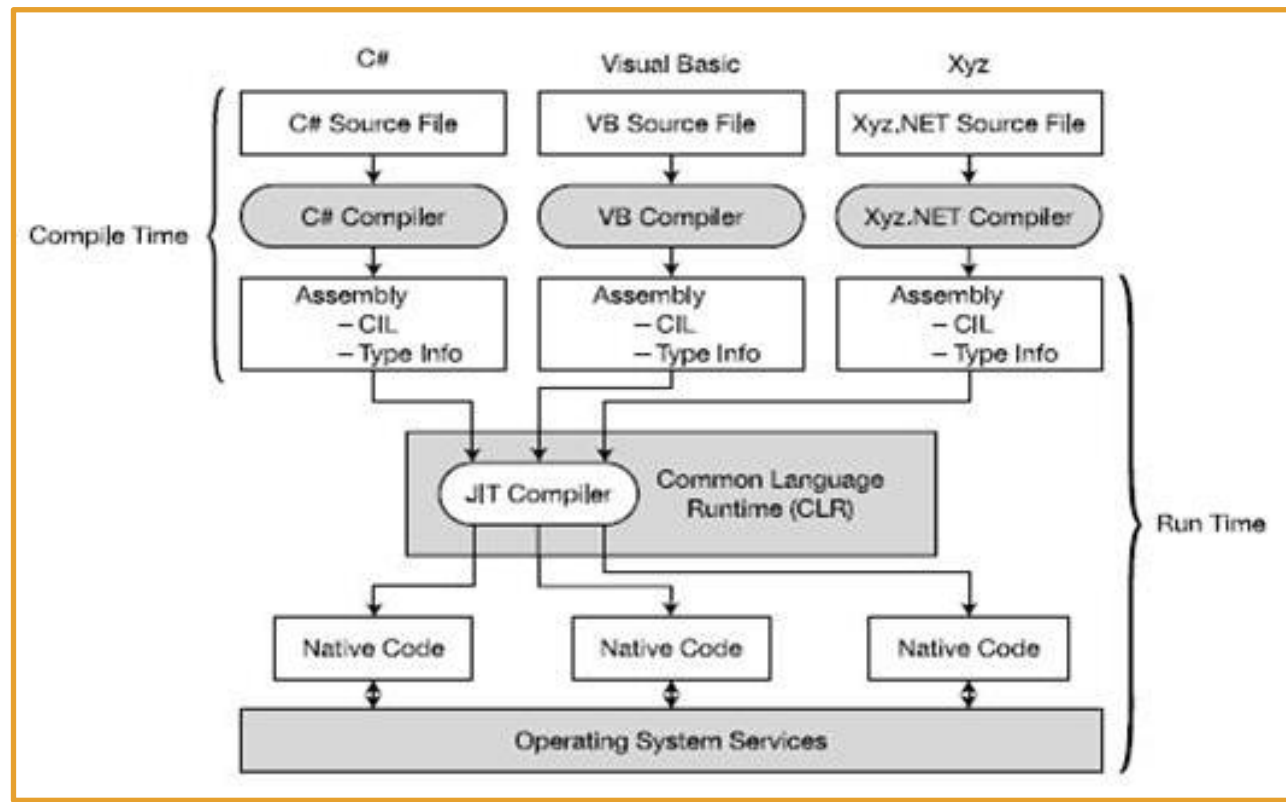 C#
Visual Basic
Xyz
C# Source File
VB Source File
Xyz.NET Source File
Compile Time
C# Compiler
VB Compiler
Xyz.NET Compiler
Assembly
– CIL
– Type Info
Assembly
– CIL
– Type Info
Assembly
– CIL
– Type Info
JIT Compiler
Common Language
Runtime (CLR)
Run Time
Native Code
Native Code
Native Code
Operating System Services